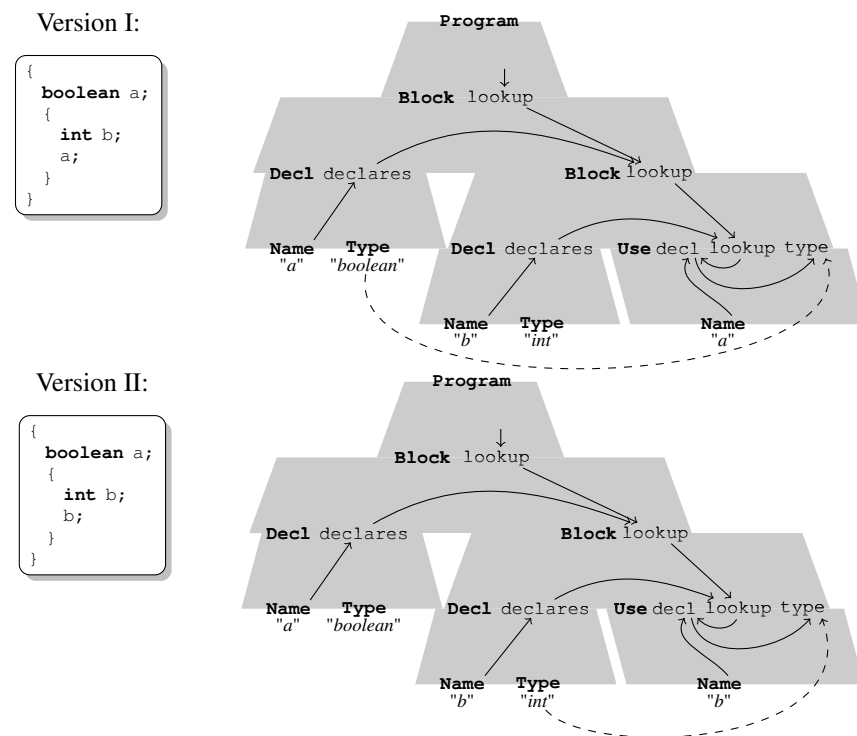 Version I:
{
boolean a;
{
int b;
a;
}
}
Program
Block lookup
Decl declares
Block lookup
Name
"a"
Type
"boolean"
Decl declares
Use decl lookup type
Name
"b"
Type
"int"
Name
"a"
Version II:
{
boolean a;
{
int b;
b;
}
}
Program
Block lookup
Decl declares
Block lookup
Name
"a"
Type
"boolean"
Decl declares
Use decl lookup type
Name
"b"
Type
"int"
Name
"b"